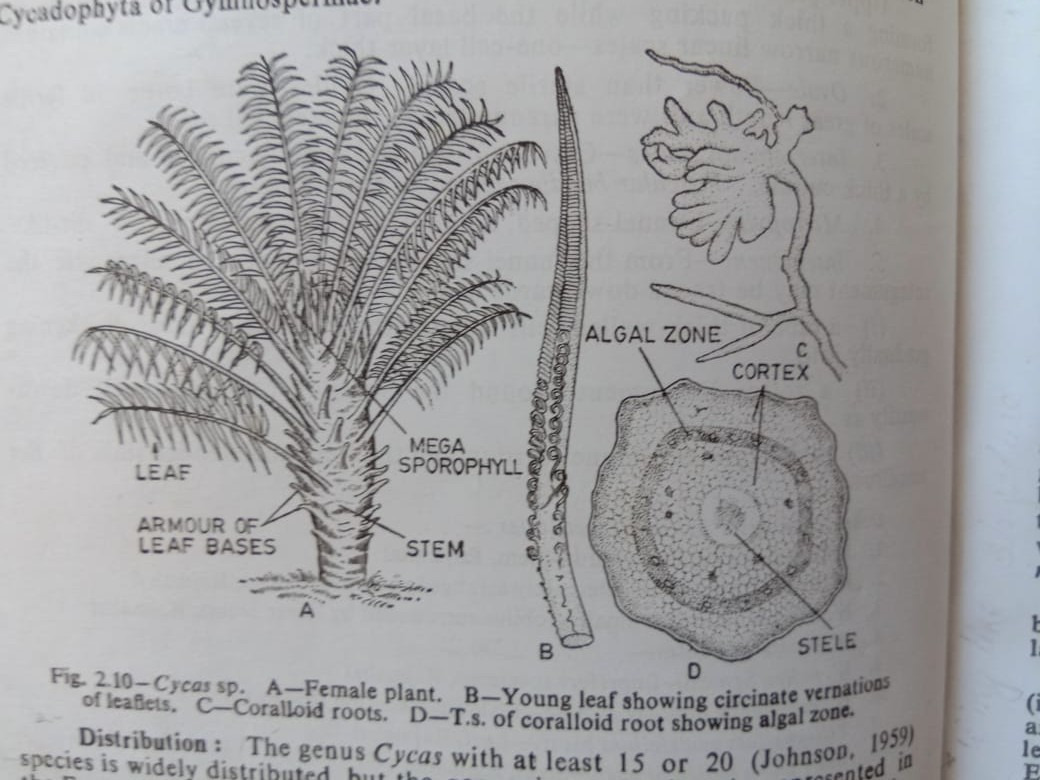 Cycadophyta of Gymnospermae.
ALGAL ZONE
C
CORTEX
MEGA
SPOROPHYLL
LEAF
ARMOUR OF
LEAF BASES
STEM
A
B
STELE
D
Fig. 2.10—Cycas sp. A—Female plant. B—Young leaf showing circinate vernations
of leaflets. C—Coralloid roots. D—T.s. of coralloid root showing algal zone.
Distribution : The genus Cycas with at least 15 or 20 (Johnson, 1959)
species is widely distributed, but the